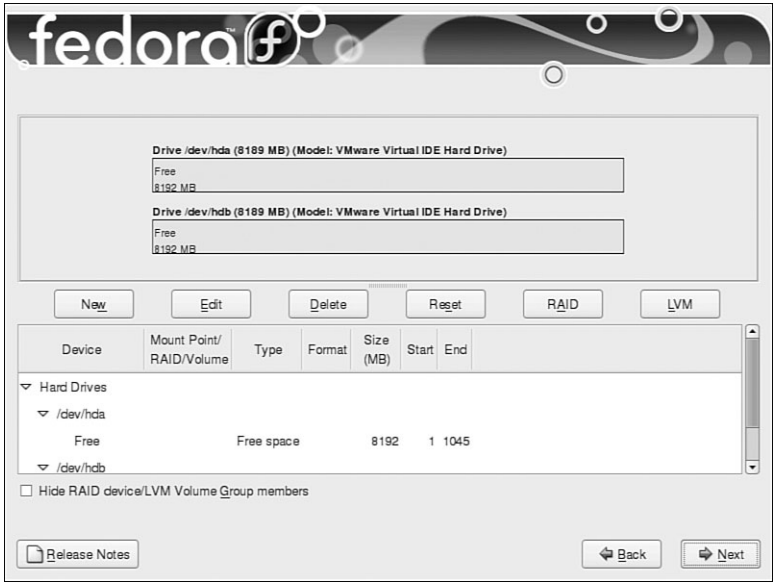 fedora™
Drive /dev/hda (8189 MB) (Model: VMware Virtual IDE Hard Drive)
Free
8192 MB
Drive /dev/hdb (8189 MB) (Model: VMware Virtual IDE Hard Drive)
Free
8192 MB
New Edit Delete Reset RAID LVM
Device Mount Point/ RAID/Volume Type Format Size (MB) Start End
Hard Drives
/dev/hda
Free Free space 8192 1 1045
/dev/hdb
Hide RAID device/LVM Volume Group members
Release Notes Back Next